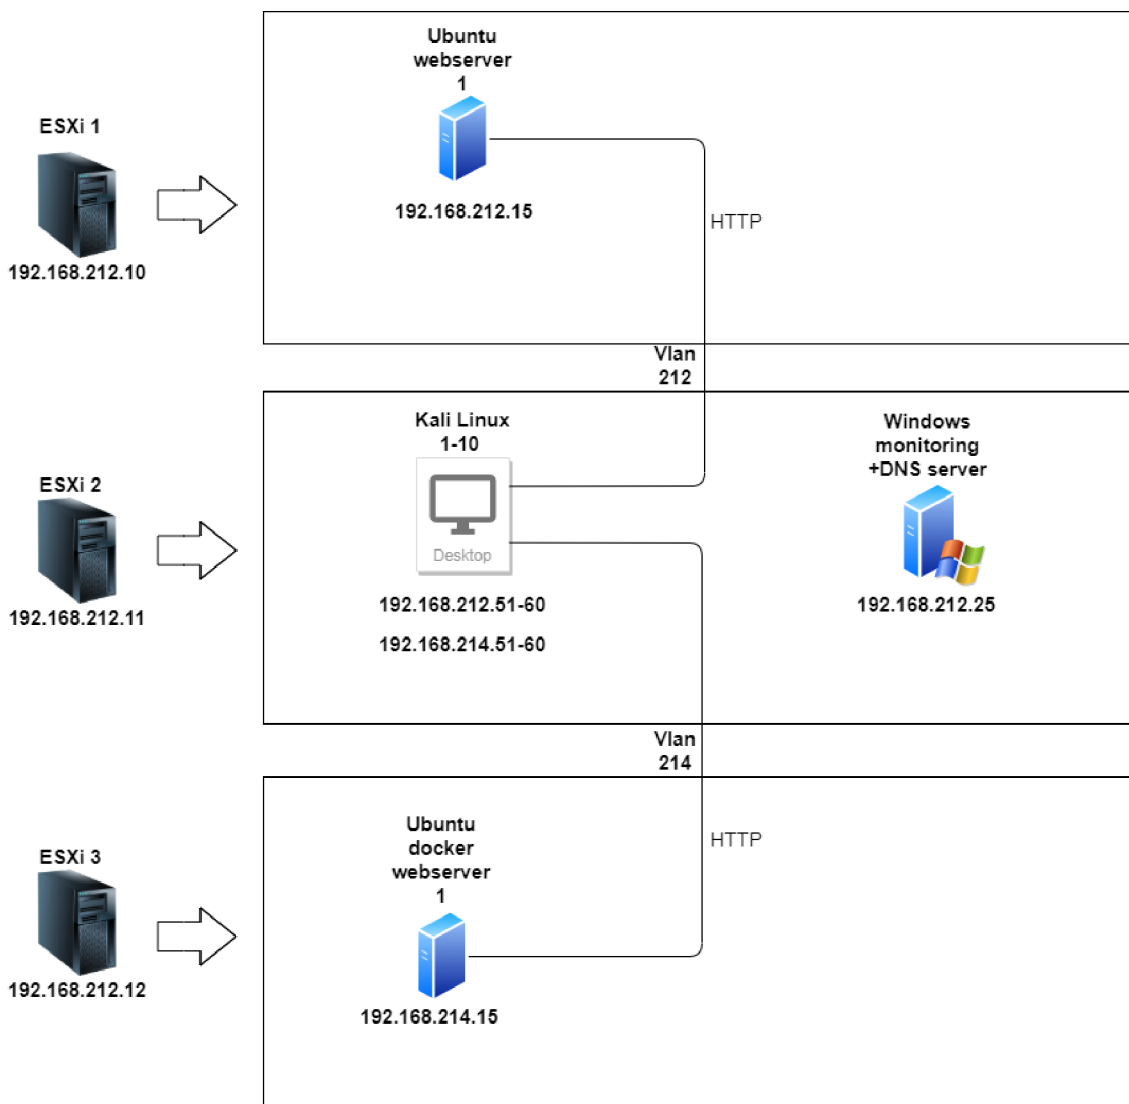 Ubuntu
webserver
1
ESXi 1
192.168.212.15
HTTP
192.168.212.10
Vlan
212
Kali Linux
1-10
Windows
monitoring
+DNS server
ESXi 2
Desktop
192.168.212.51-60
192.168.212.25
192.168.212.11
192.168.214.51-60
Vlan
214
Ubuntu
docker
webserver
1
HTTP
ESXi 3
192.168.212.12
192.168.214.15